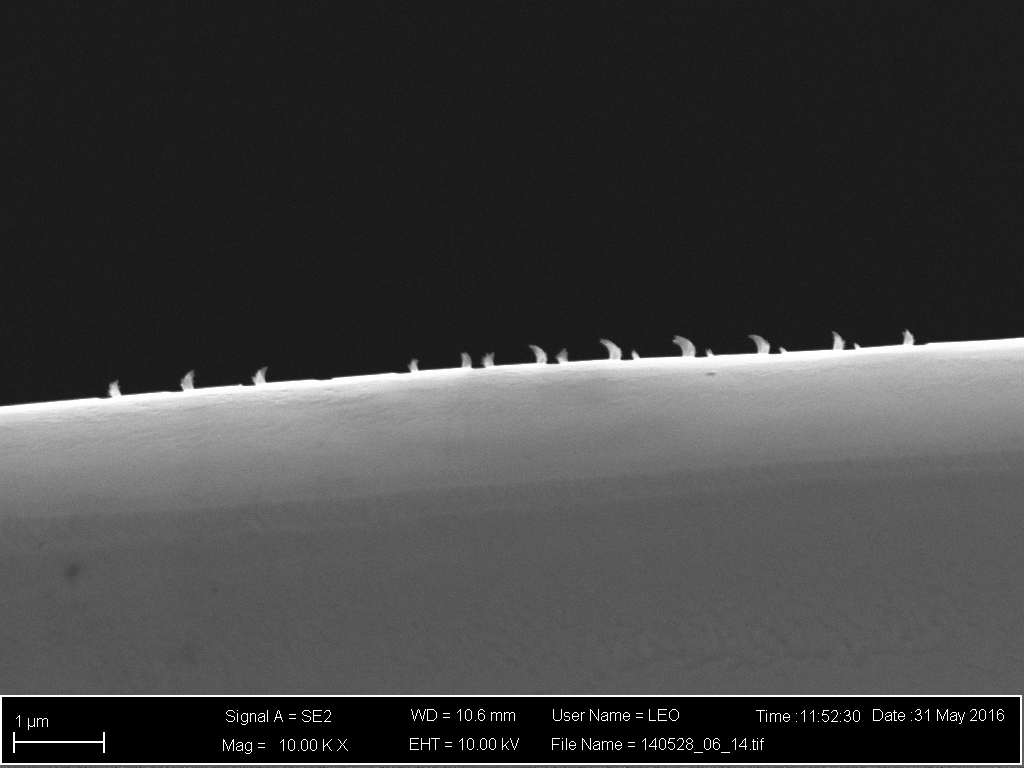 1 µm
Signal A = SE2 WD = 10.6 mm User Name = LEO Time :11:52:30 Date :31 May 2016
Mag = 10.00 K X EHT = 10.00 kV File Name = 140528_06_14.tif